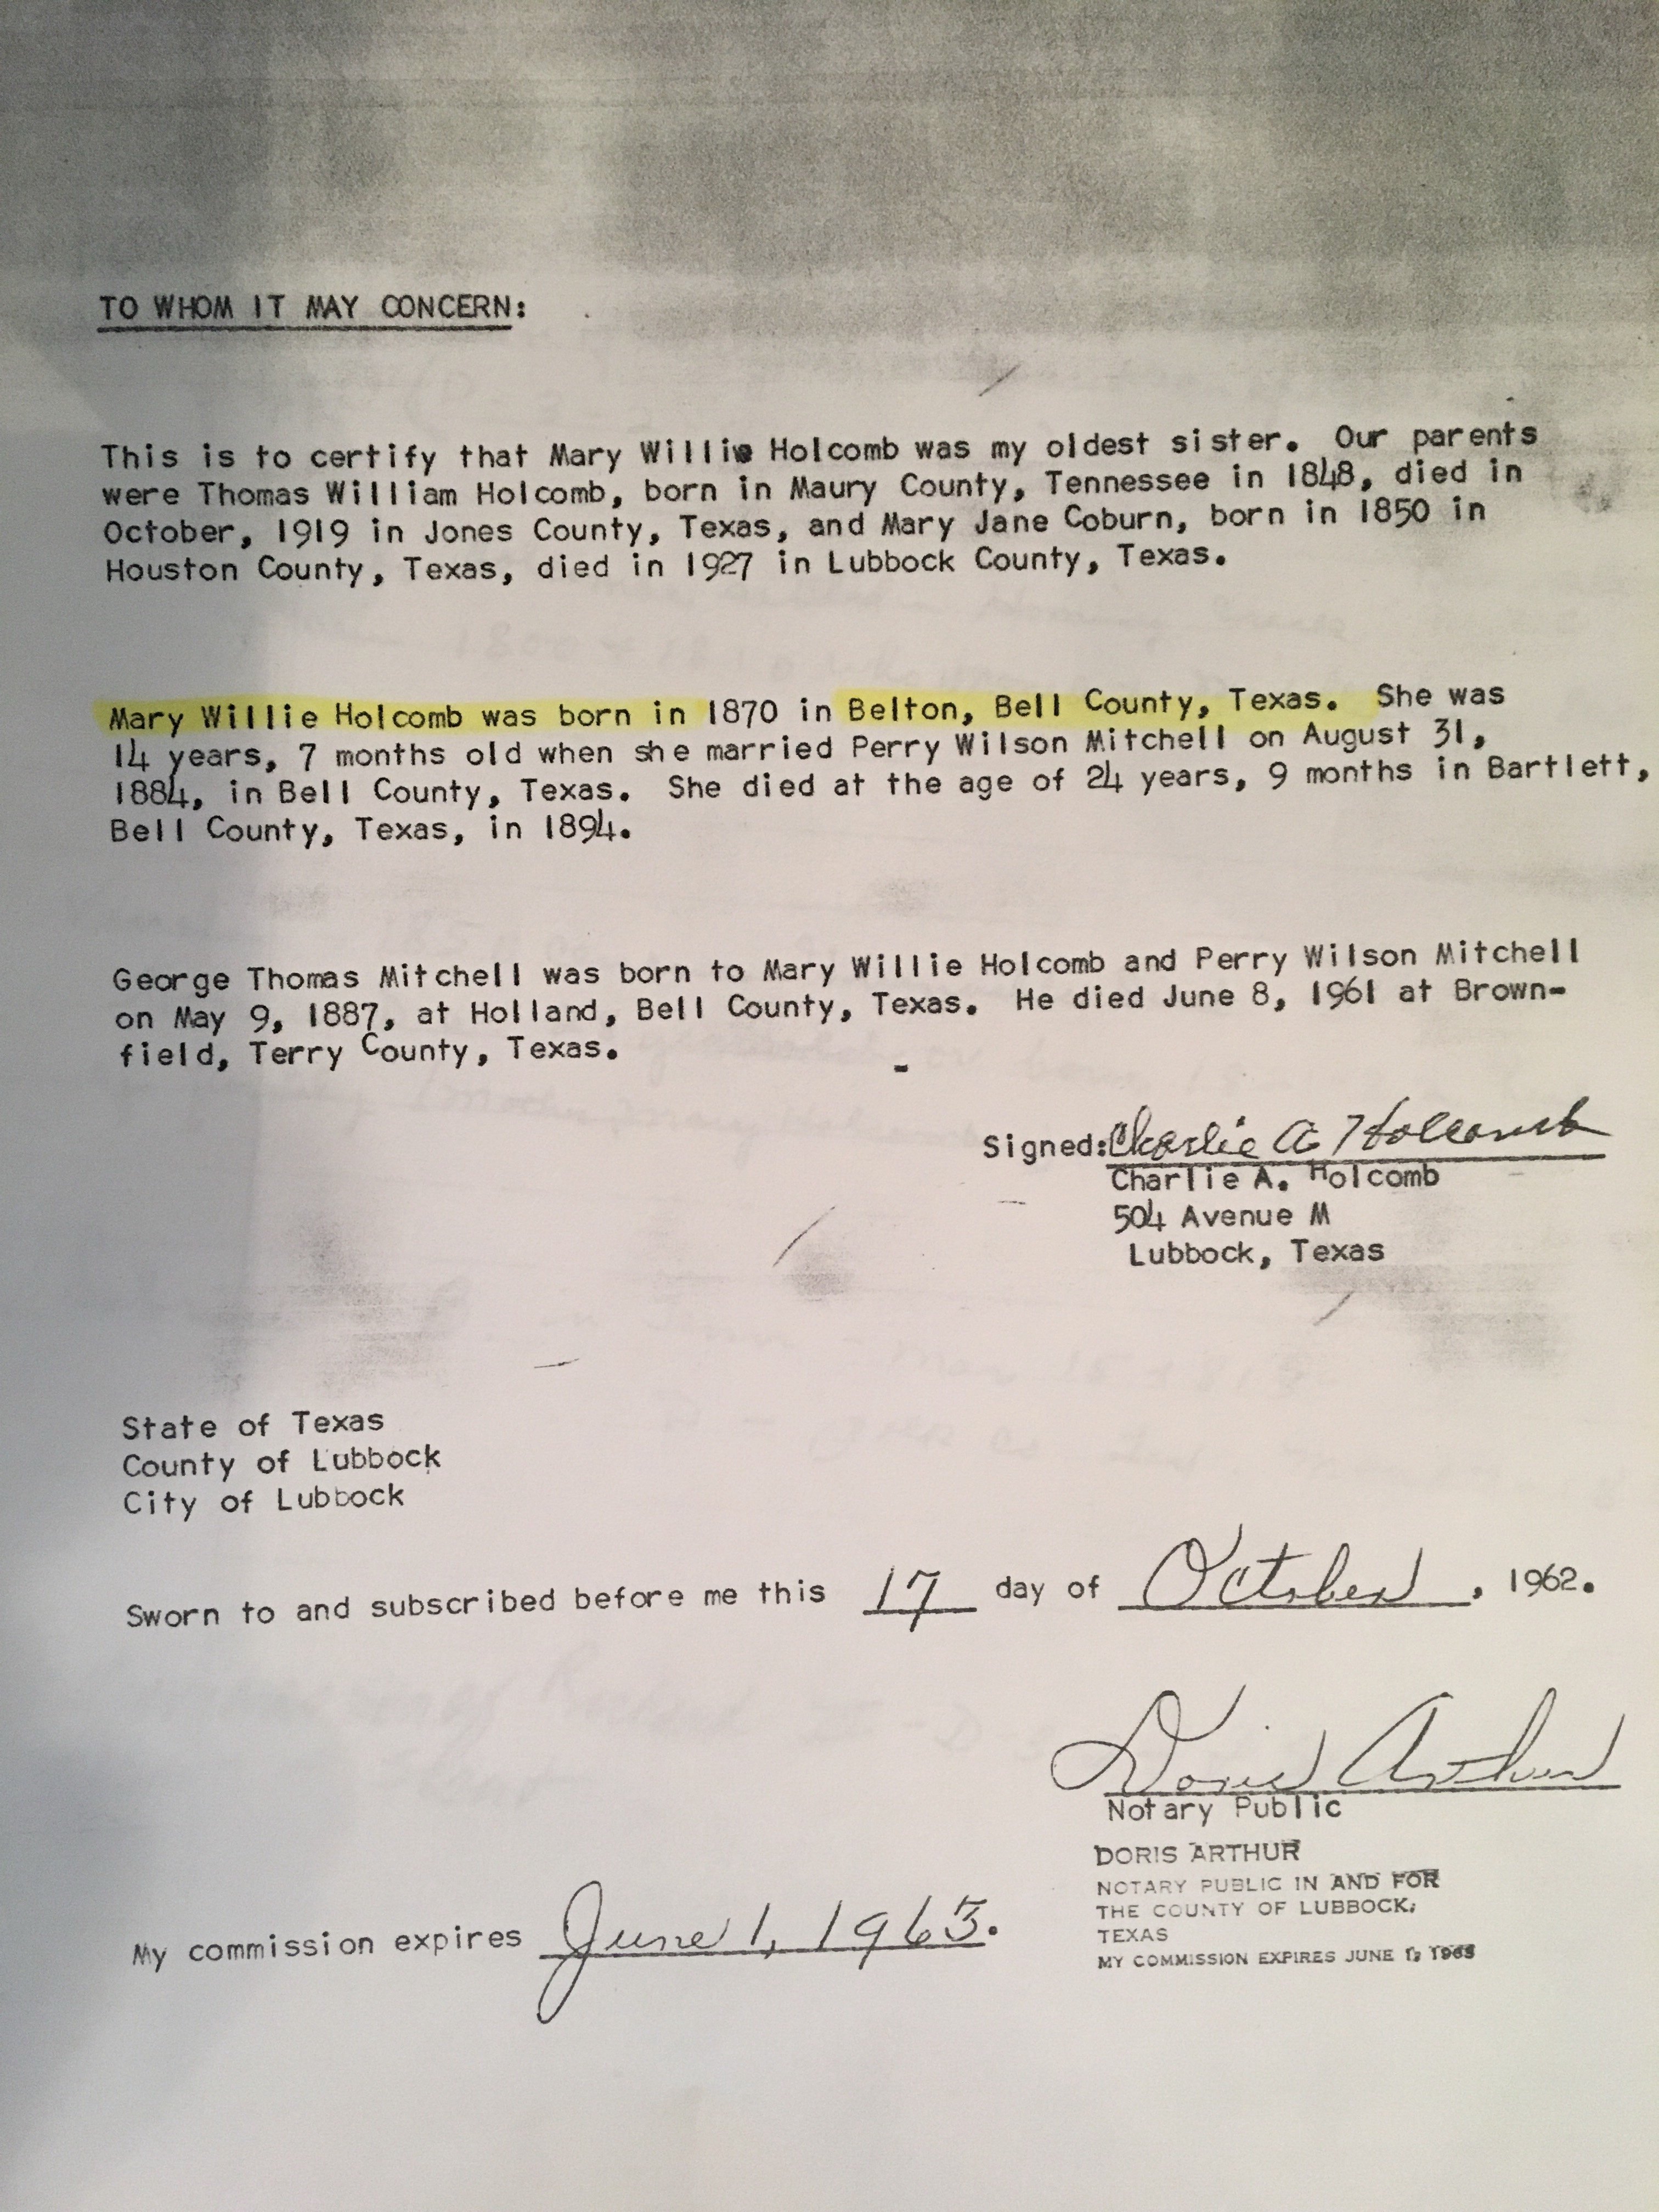 TO WHOM IT MAY CONCERN:
This is to certify that Mary Willie Holcomb was my oldest sister. Our parents
were Thomas William Holcomb, born in Maury County, Tennessee in 1848, died in
October, 1919 in Jones County, Texas, and Mary Jane Coburn, born in 1850 in
Houston County, Texas, died in 1927 in Lubbock County, Texas.
Mary Willie Holcomb was born in 1870 in Belton, Bell County, Texas. She was
14 years, 7 months old when she married Perry Wilson Mitchell on August 31,
1884, in Bell County, Texas. She died at the age of 24 years, 9 months in Bartlett,
Bell County, Texas, in 1894.
George Thomas Mitchell was born to Mary Willie Holcomb and Perry Wilson Mitchell
on May 9, 1887, at Holland, Bell County, Texas. He died June 8, 1961 at Brown-
field, Terry County, Texas.
Signed: Charlie A Holcomb
Charlie A. Holcomb
504 Avenue M
Lubbock, Texas
State of Texas
County of Lubbock
City of Lubbock
Sworn to and subscribed before me this 17 day of October, 1962.
Doris Arthur
Notary Public
DORIS ARTHUR
NOTARY PUBLIC IN AND FOR
THE COUNTY OF LUBBOCK,
TEXAS
MY COMMISSION EXPIRES JUNE 1, 1963
My commission expires June 1, 1963.